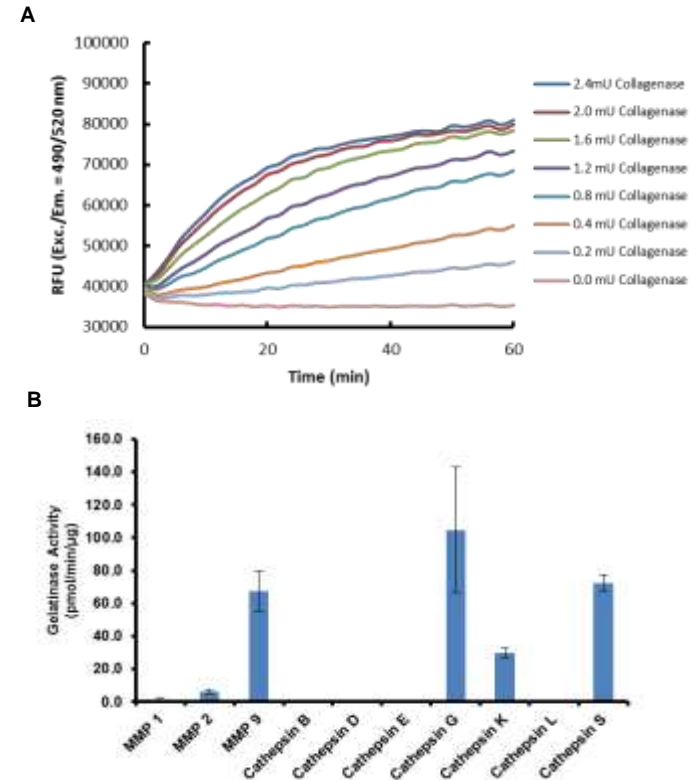 A
100000
90000
80000
70000
60000
50000
40000
30000
RFU (Exc./Em. = 490/520 nm)
0
20
40
60
Time (min)
2.4mU Collagenase
2.0 mU Collagenase
1.6 mU Collagenase
1.2 mU Collagenase
0.8 mU Collagenase
0.4 mU Collagenase
0.2 mU Collagenase
0.0 mU Collagenase
B
160.0
140.0
120.0
100.0
80.0
60.0
40.0
20.0
0.0
Gelatinase Activity
(pmol/min/µg)
MMP 1
MMP 2
MMP 9
Cathepsin B
Cathepsin D
Cathepsin E
Cathepsin G
Cathepsin K
Cathepsin L
Cathepsin S